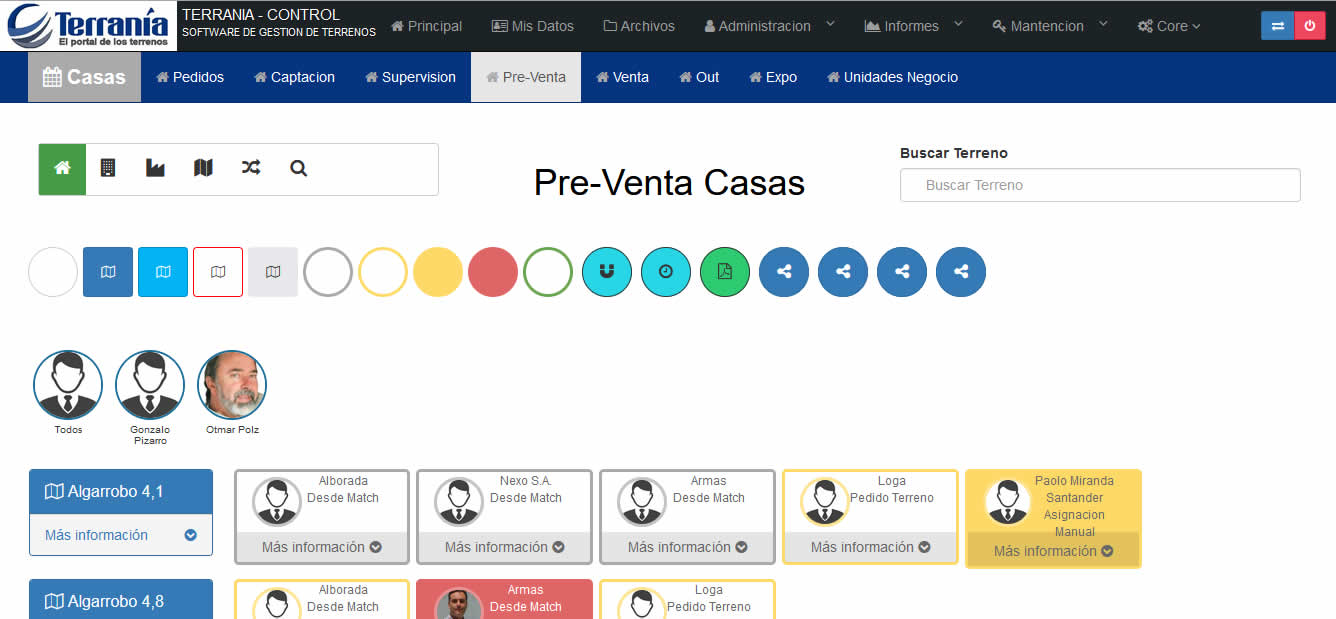 Terranía
El portal de los terrenos
TERRANIA - CONTROL
SOFTWARE DE GESTION DE TERRENOS
Principal
Mis Datos
Archivos
Administracion
Informes
Mantencion
Core
Casas
Pedidos
Captacion
Supervision
Pre-Venta
Venta
Out
Expo
Unidades Negocio
Pre-Venta Casas
Buscar Terreno
Buscar Terreno
Todos
Gonzalo
Pizarro
Otmar Polz
Algarrobo 4,1
Más información
Alborada
Desde Match
Más información
Nexo S.A.
Desde Match
Más información
Armas
Desde Match
Más información
Loga
Pedido Terreno
Más información
Paolo Miranda
Santander
Asignacion
Manual
Más información
Algarrobo 4,8
Alborada
Desde Match
Armas
Desde Match
Loga
Pedido Terreno